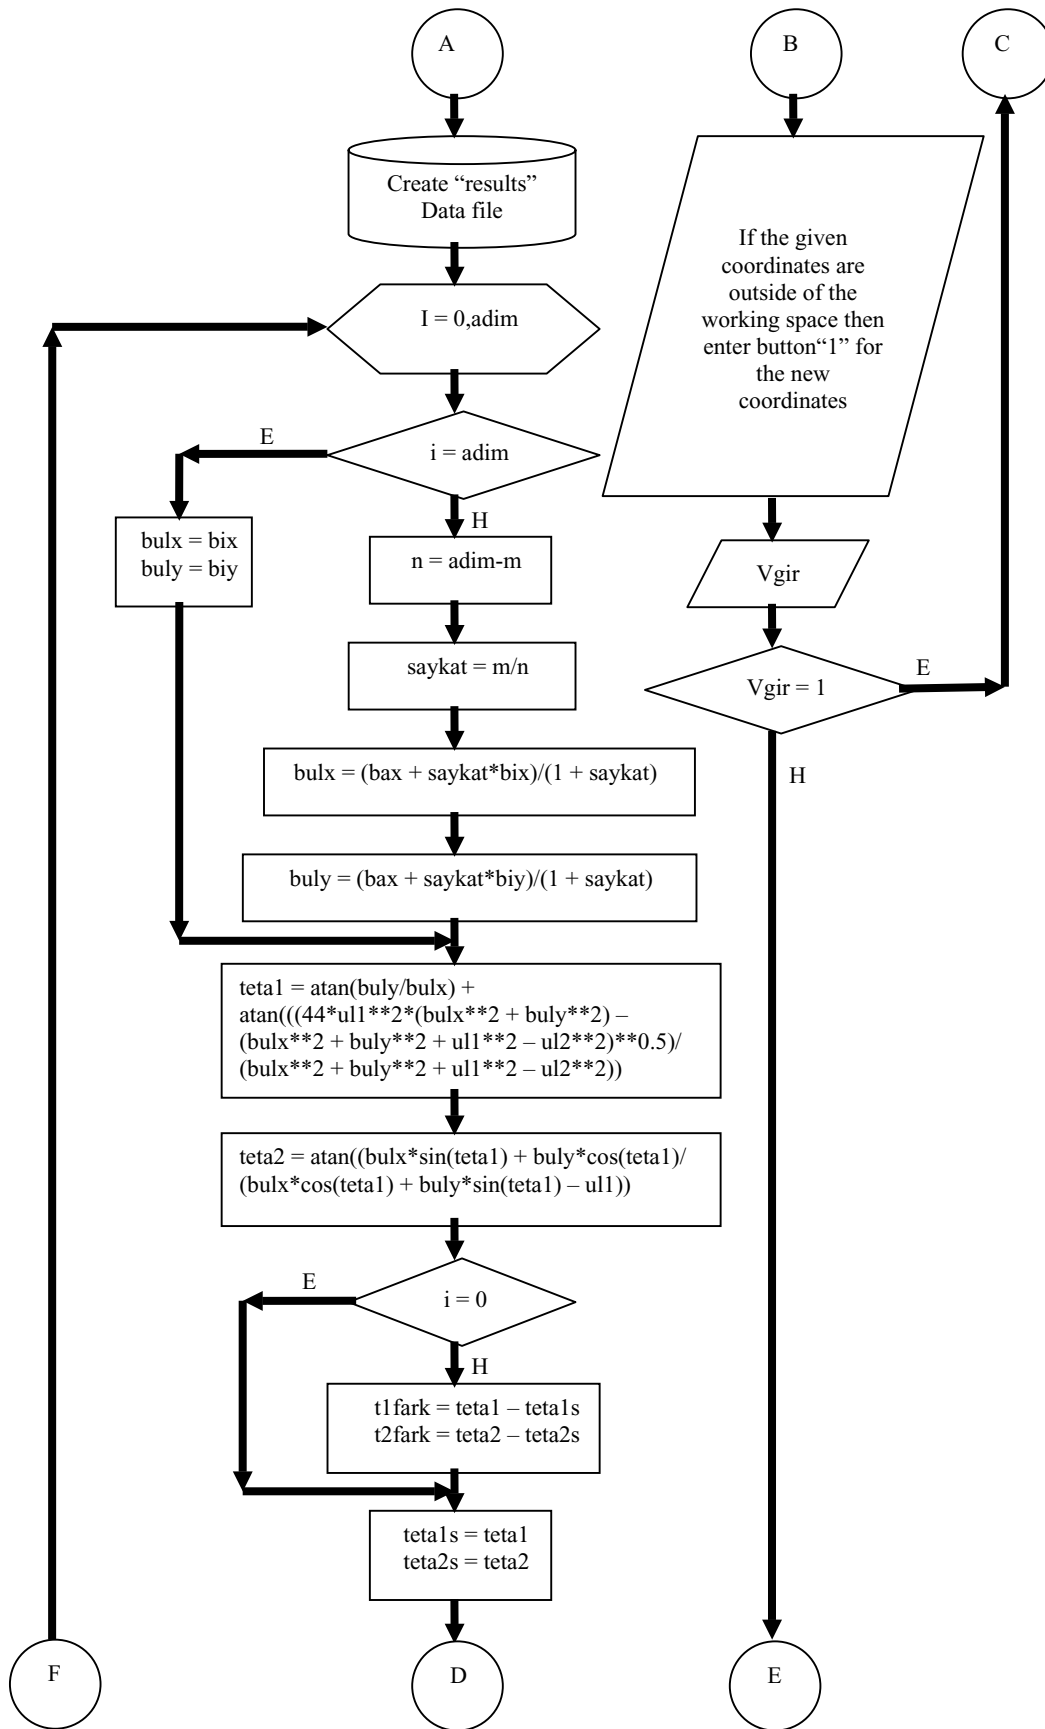 A
B
C
Create “results”
Data file
I = 0,adim
E
i = adim
H
bulx = bix
buly = biy
n = adim-m
saykat = m/n
bulx = (bax + saykat*bix)/(1 + saykat)
buly = (bax + saykat*biy)/(1 + saykat)
teta1 = atan(buly/bulx) +
atan(((44*ul1**2*(bulx**2 + buly**2) –
(bulx**2 + buly**2 + ul1**2 – ul2**2)**0.5)/
(bulx**2 + buly**2 + ul1**2 – ul2**2))
teta2 = atan((bulx*sin(teta1) + buly*cos(teta1)/
(bulx*cos(teta1) + buly*sin(teta1) – ul1))
E
i = 0
H
t1fark = teta1 – teta1s
t2fark = teta2 – teta2s
teta1s = teta1
teta2s = teta2
If the given
coordinates are
outside of the
working space then
enter button“1” for
the new
coordinates
Vgir
Vgir = 1
E
H
F
D
E